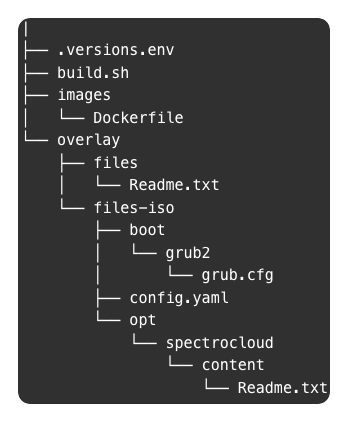 .versions.env
build.sh
images
Dockerfile
overlay
files
Readme.txt
files-iso
boot
grub2
grub.cfg
config.yaml
opt
spectrocloud
content
Readme.txt